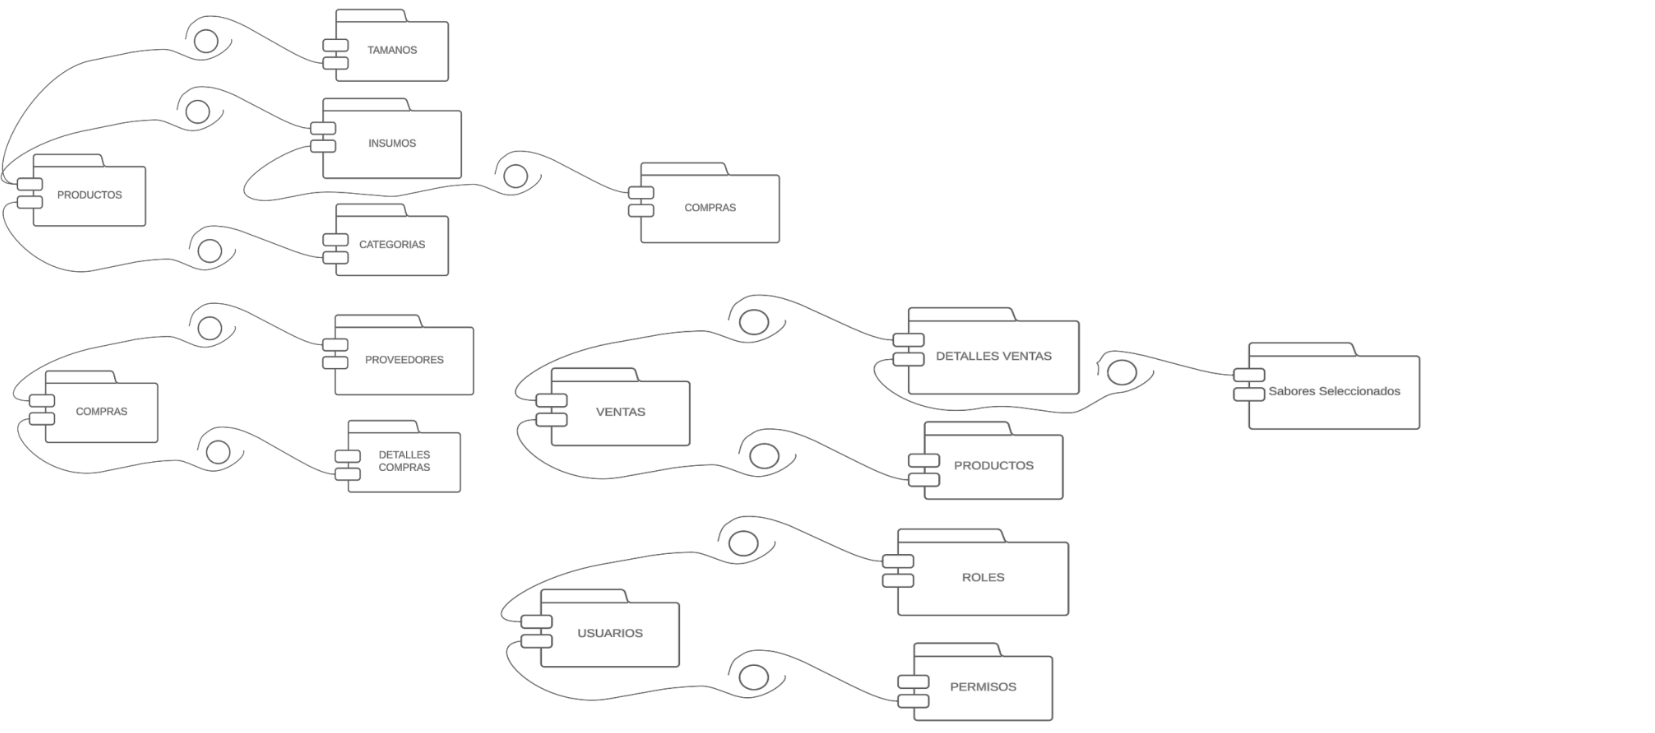 TAMANOS
INSUMOS
PRODUCTOS
COMPRAS
CATEGORIAS
PROVEEDORES
COMPRAS
DETALLES
COMPRAS
DETALLES VENTAS
Sabores Seleccionados
VENTAS
PRODUCTOS
ROLES
USUARIOS
PERMISOS